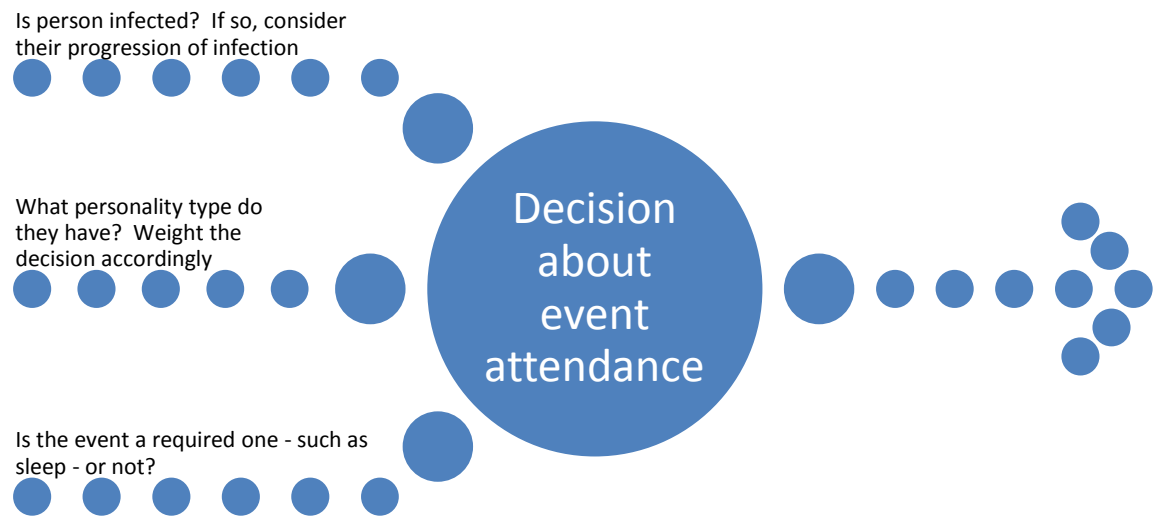 Is person infected?  If so, consider
their progression of infection
What personality type do
they have?  Weight the
decision accordingly
Is the event a required one - such as
sleep - or not?
Decision
about
event
attendance